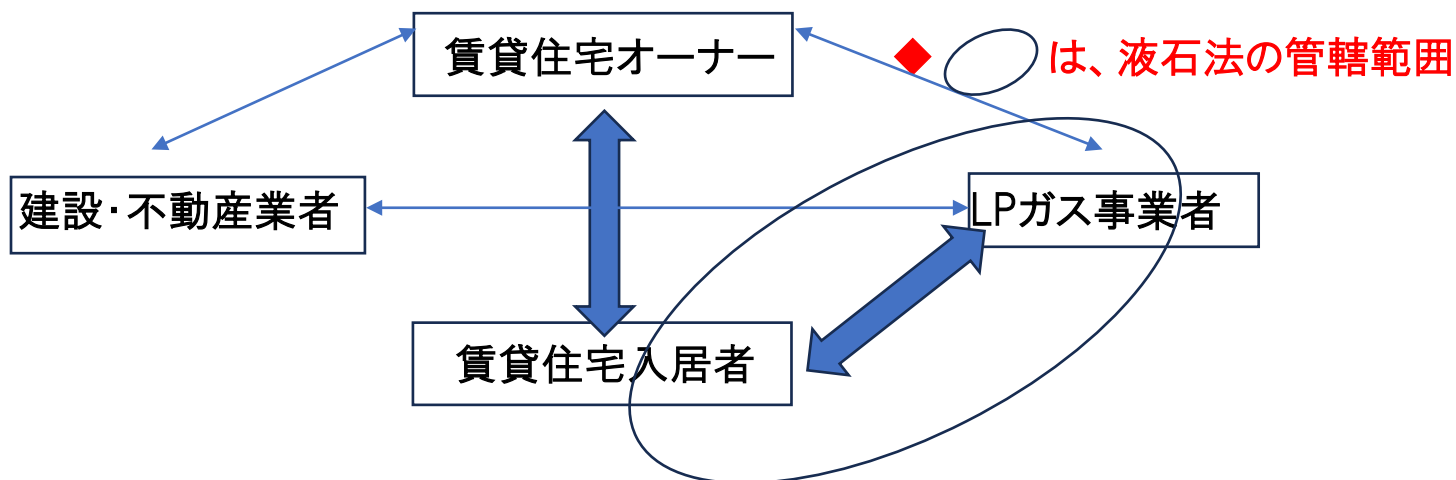 賃貸住宅オーナー
◆ は、液石法の管轄範囲
建設・不動産業者
LPガス事業者
賃貸住宅入居者